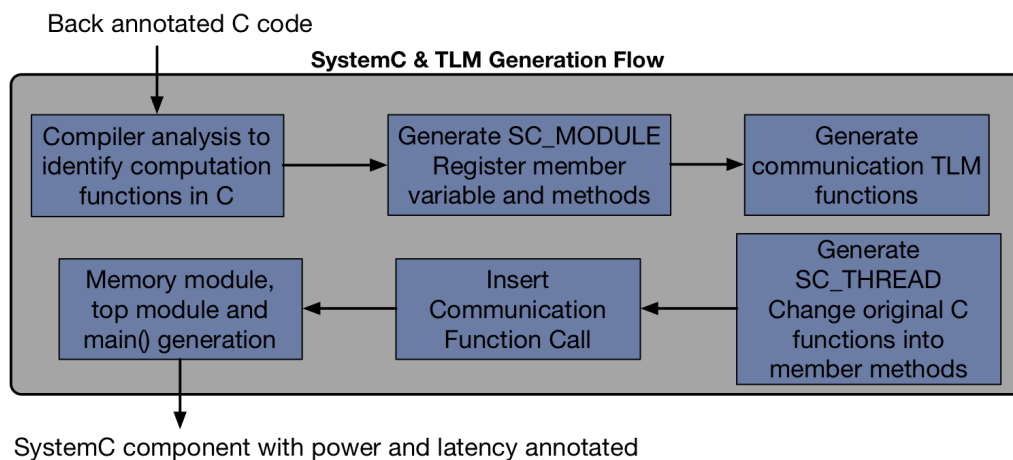 Back annotated C code
SystemC & TLM Generation Flow
Compiler analysis to
identify computation
functions in C
Generate SC_MODULE
Register member
variable and methods
Generate
communication TLM
functions
Generate
SC_THREAD
Change original C
functions into
member methods
Insert
Communication
Function Call
Memory module,
top module and
main() generation
SystemC component with power and latency annotated